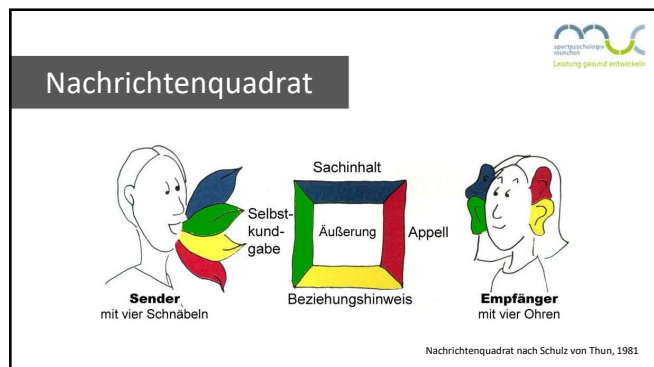 sportpsychologie
münchen
Leistung gesund entwickeln
Nachrichtenquadrat
Sachinhalt
Selbst-
kund-
gabe
Äußerung
Appell
Beziehungshinweis
Sender
mit vier Schnäbeln
Empfänger
mit vier Ohren
Nachrichtenquadrat nach Schulz von Thun, 1981